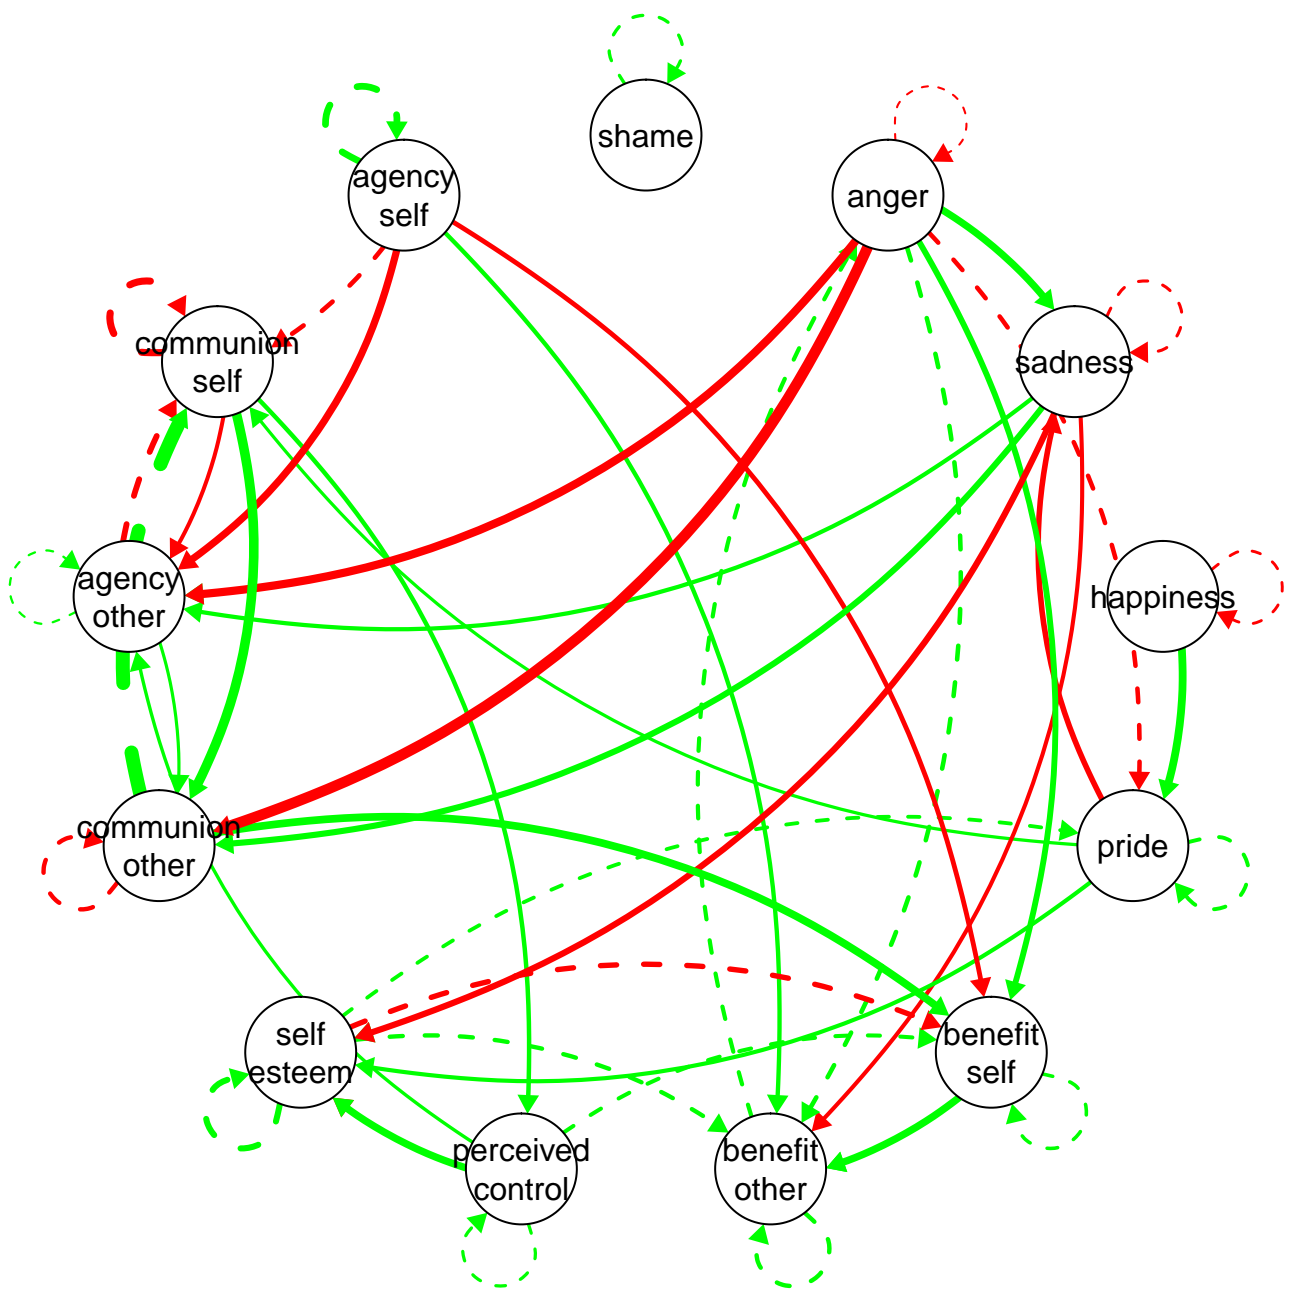 shame
agency
self
anger
communion
self
sadness
agency
other
happiness
communion
other
pride
self
esteem
benefit
self
perceived
control
benefit
other